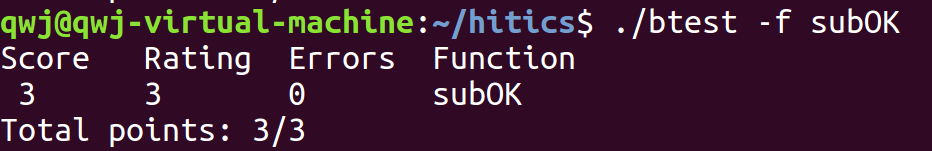 qwj@qwj-virtual-machine:~/hitics$ ./btest -f subOK
Score   Rating  Errors  Function
 3      3       0       subOK
Total points: 3/3